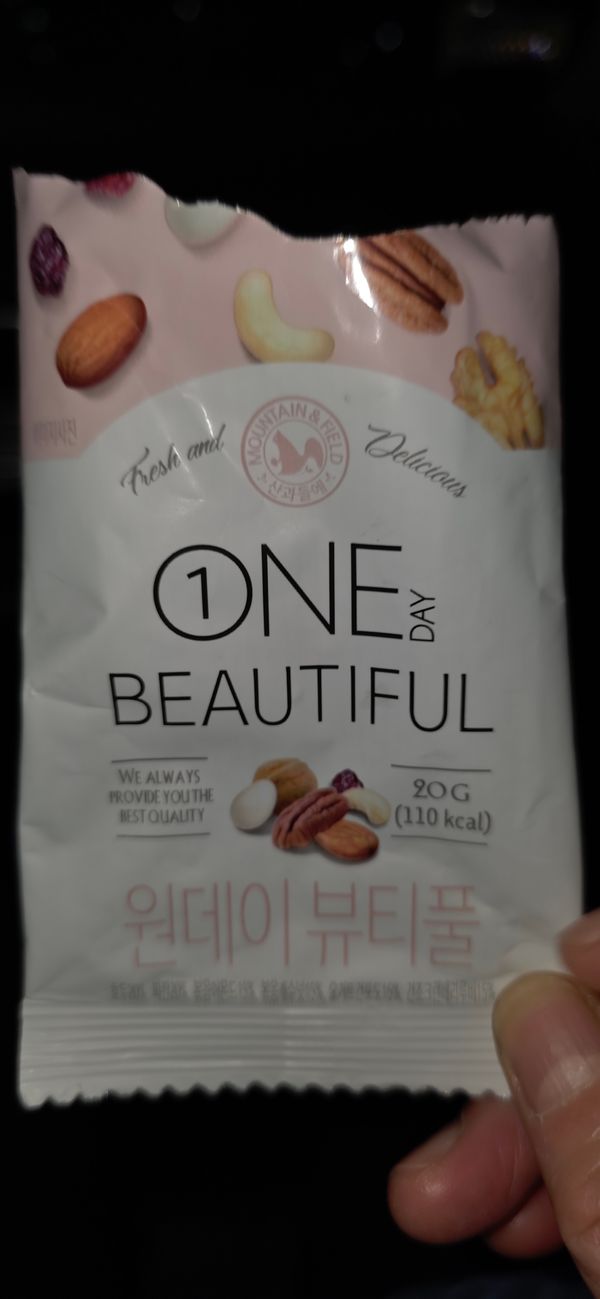 Fresh and
MOUNTAIN & FIELD
산과들에
Delicious
1 ONE DAY
BEAUTIFUL
WE ALWAYS
PROVIDE YOU THE
BEST QUALITY
20G
(110 kcal)
원데이 뷰티풀